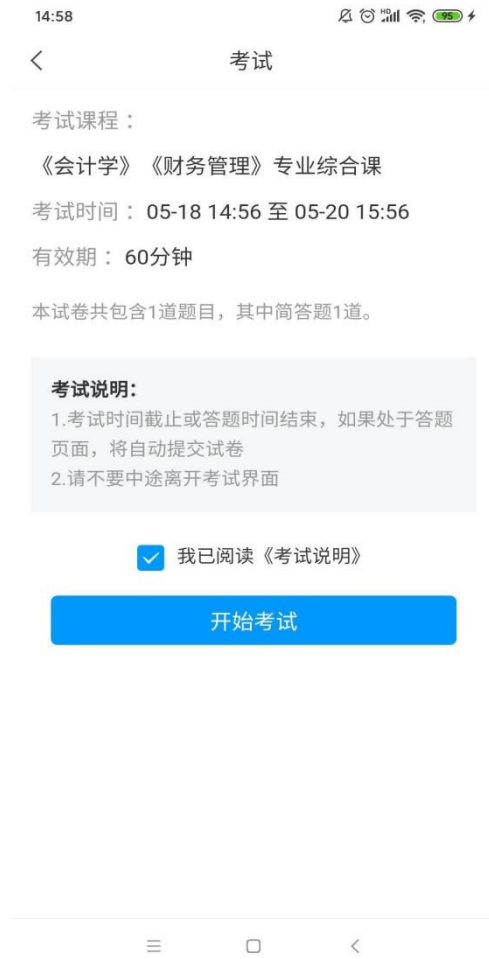 14:58
HD
95
考试
考试课程：
《会计学》《财务管理》专业综合课
考试时间： 05-18 14:56 至 05-20 15:56
有效期： 60分钟
本试卷共包含1道题目，其中简答题1道。
考试说明：
1.考试时间截止或答题时间结束，如果处于答题
页面，将自动提交试卷
2.请不要中途离开考试界面
我已阅读《考试说明》
开始考试